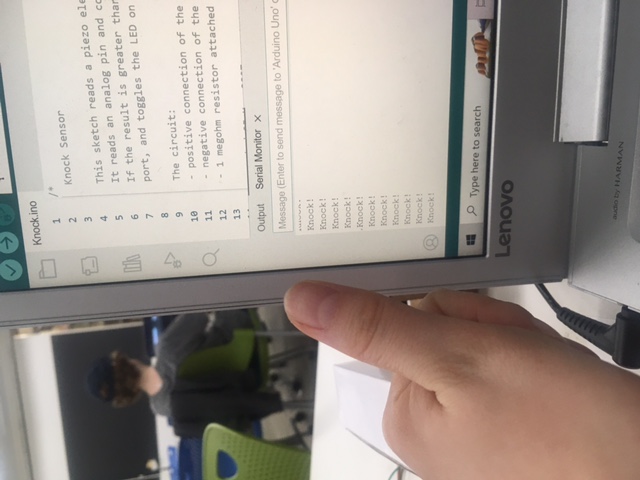 Knock.ino
1 /*
2 Knock Sensor
3
4 This sketch reads a piezo ele
5 It reads an analog pin and co
6 If the result is greater than
7 port, and toggles the LED on
8
9 The circuit:
10 - positive connection of the
11 - negative connection of the
12 - 1 megohm resistor attached
13
Output Serial Monitor
Message (Enter to send message to 'Arduino Uno' o
Knock!
Knock!
Knock!
Knock!
Knock!
Knock!
Knock!
Knock!
Knock!
Knock!
Knock!
Knock!
Type here to search
Lenovo
audio by HARMAN